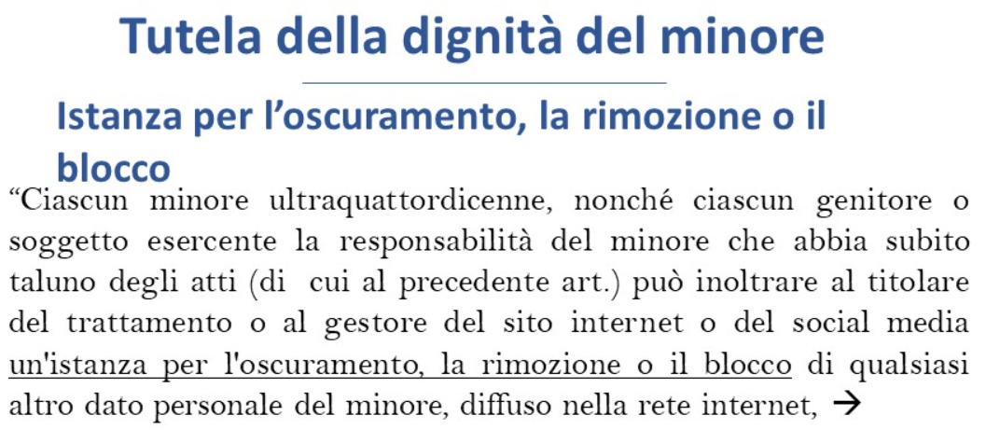 Tutela della dignità del minore
Istanza per l’oscuramento, la rimozione o il
blocco
“Ciascun minore ultraquattordicenne, nonché ciascun genitore o
soggetto esercente la responsabilità del minore che abbia subito
taluno degli atti (di cui al precedente art.) può inoltrare al titolare
del trattamento o al gestore del sito internet o del social media
un'istanza per l'oscuramento, la rimozione o il blocco di qualsiasi
altro dato personale del minore, diffuso nella rete internet, →